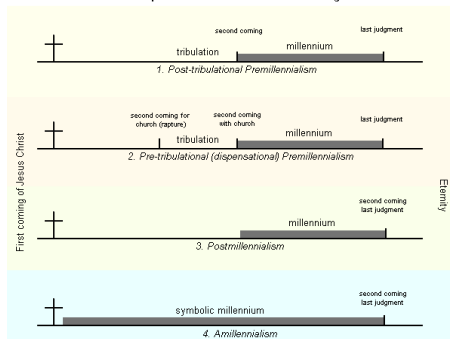 second coming
last judgment
tribulation
millennium
1. Post-tribulational Premillennialism
second coming for
church (rapture)
second coming
with church
last judgment
tribulation
millennium
2. Pre-tribulational (dispensational) Premillennialism
First coming of Jesus Christ
Eternity
second coming
last judgment
millennium
3. Postmillennialism
second coming
last judgment
symbolic millennium
4. Amillennialism